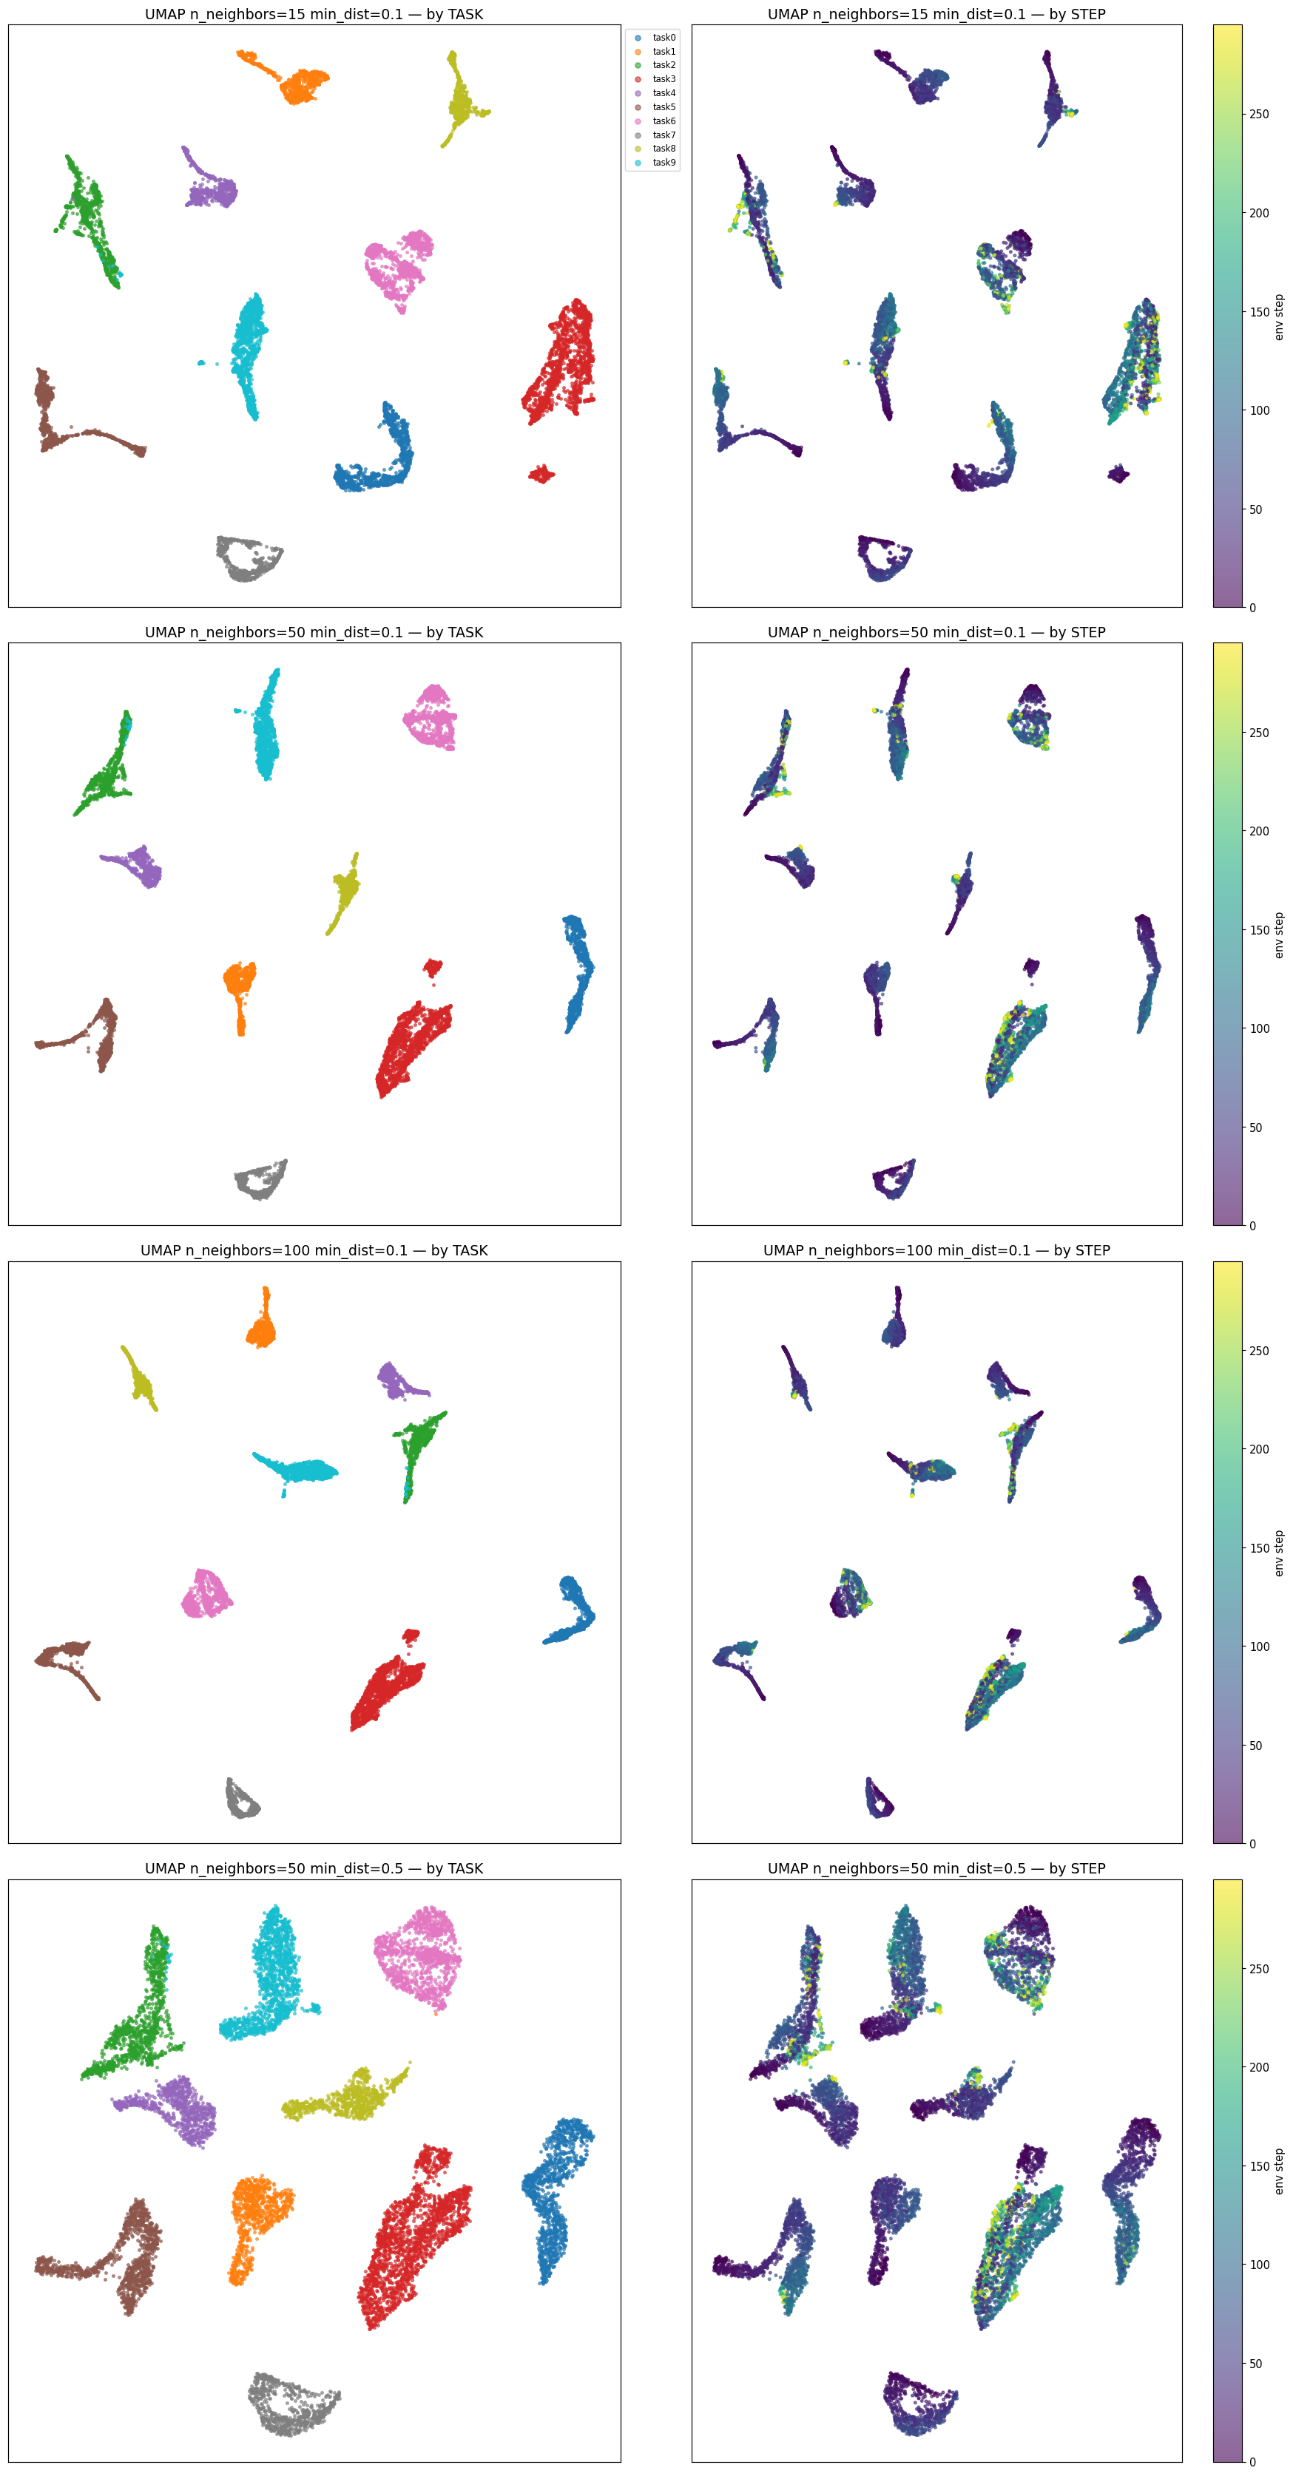 UMAP n_neighbors=15 min_dist=0.1 — by TASK
UMAP n_neighbors=15 min_dist=0.1 — by STEP
task0
task1
task2
task3
task4
task5
task6
task7
task8
task9
250
200
150
100
50
0
env step
UMAP n_neighbors=50 min_dist=0.1 — by TASK
UMAP n_neighbors=50 min_dist=0.1 — by STEP
250
200
150
100
50
0
env step
UMAP n_neighbors=100 min_dist=0.1 — by TASK
UMAP n_neighbors=100 min_dist=0.1 — by STEP
250
200
150
100
50
0
env step
UMAP n_neighbors=50 min_dist=0.5 — by TASK
UMAP n_neighbors=50 min_dist=0.5 — by STEP
250
200
150
100
50
0
env step